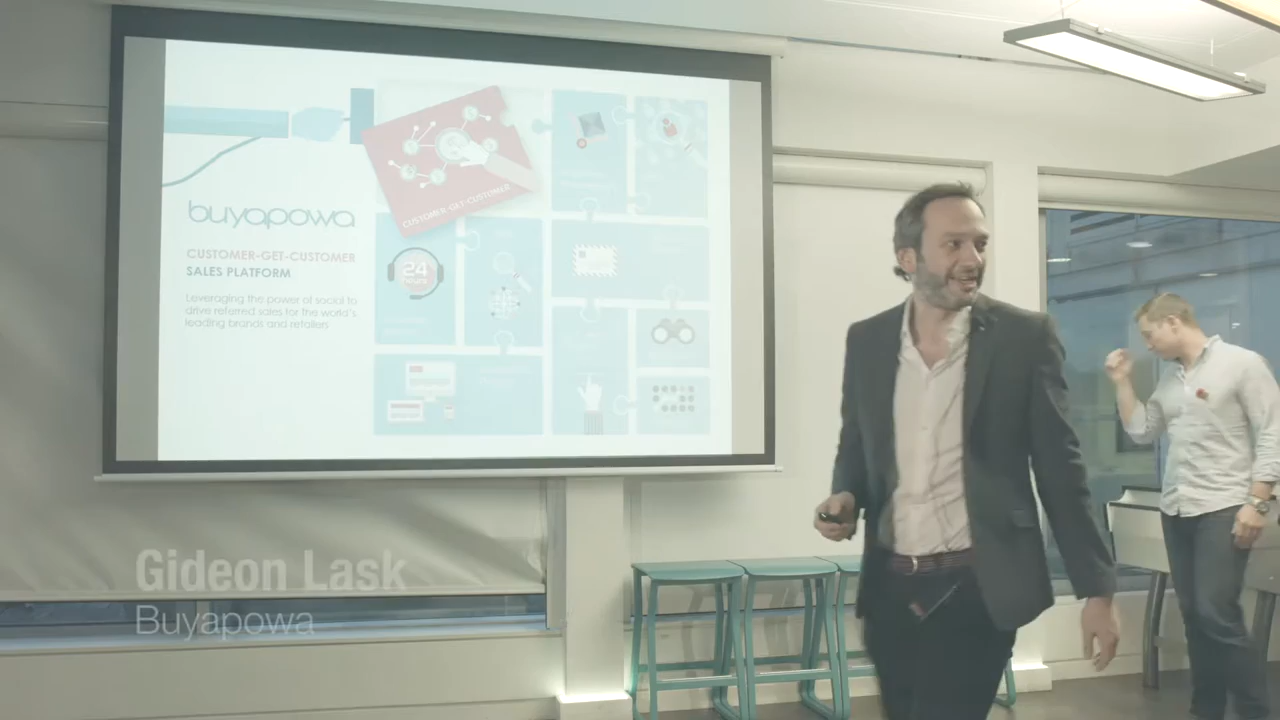 buyapowa
CUSTOMER-GET-CUSTOMER
SALES PLATFORM
Leveraging the power of social to
drive referred sales for the world's
leading brands and retailers
CUSTOMER-GET-CUSTOMER
24
HOURS
Gideon Lask
Buyapowa